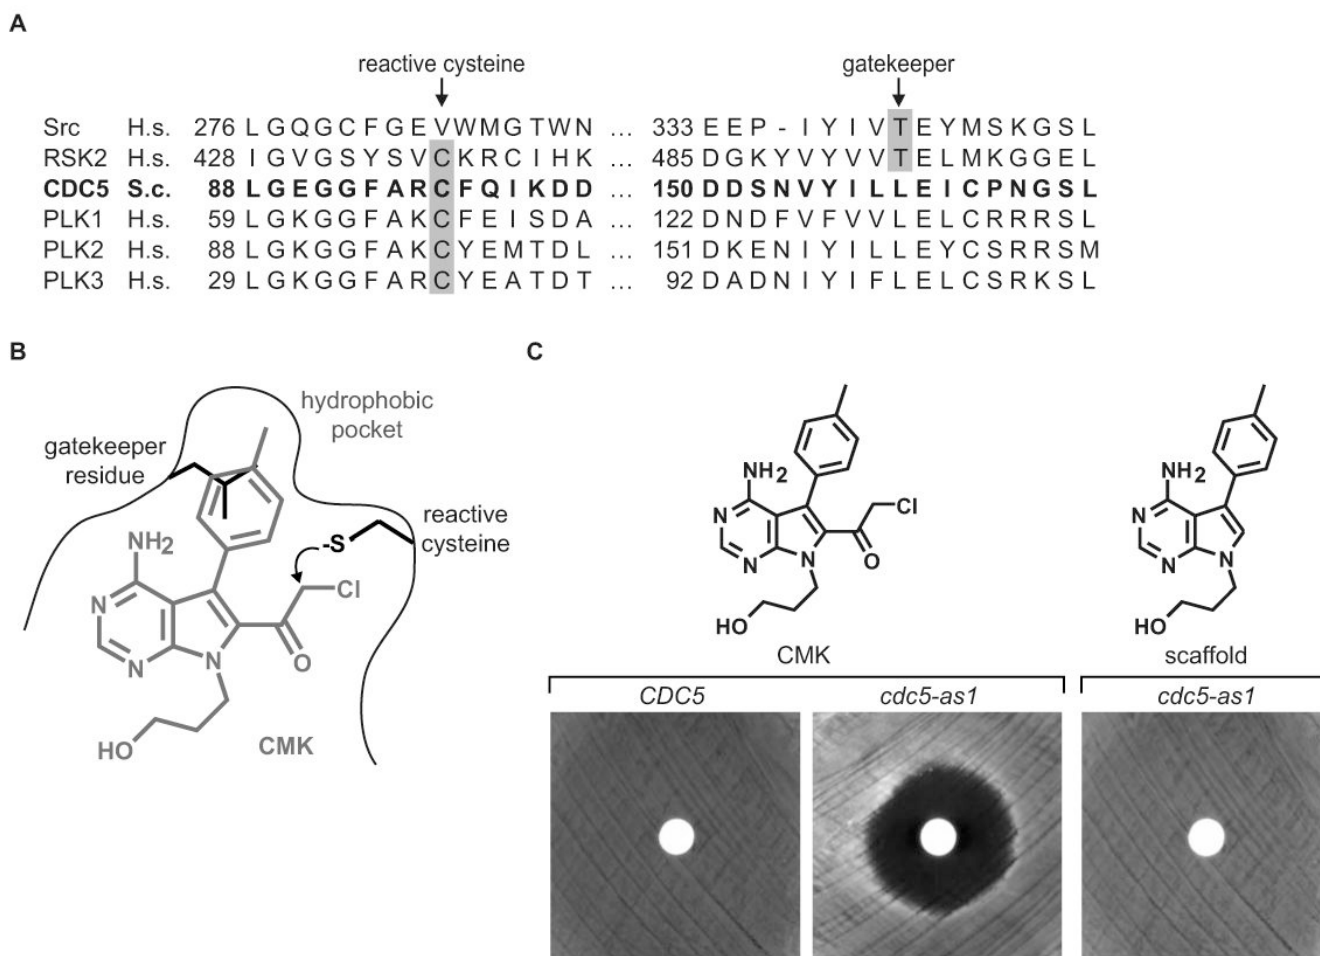 A
reactive cysteine gatekeeper
Src H.s. 276 L G Q G C F G E V W M G T W N ... 333 E E P - I Y I V T E Y M S K G S L
RSK2 H.s. 428 I G V G S Y S V C K R C I H K ... 485 D G K Y V Y V V T E L M K G G E L
CDC5 S.c. 88 L G E G G F A R C F Q I K D D ... 150 D D S N V Y I L L E I C P N G S L
PLK1 H.s. 59 L G K G G F A K C F E I S D A ... 122 D N D F V F V V L E L C R R R S L
PLK2 H.s. 88 L G K G G F A K C Y E M T D L ... 151 D K E N I Y I L L E Y C S R R S M
PLK3 H.s. 29 L G K G G F A R C Y E A T D T ... 92 D A D N I Y I F L E L C S R K S L
B
hydrophobic
pocket
gatekeeper
residue
reactive
cysteine
-S
NH2
Cl
N
N
N
O
HO
CMK
C
NH2
Cl
N
N
N
O
HO
CMK
NH2
N
N
N
HO
scaffold
CDC5 cdc5-as1 cdc5-as1